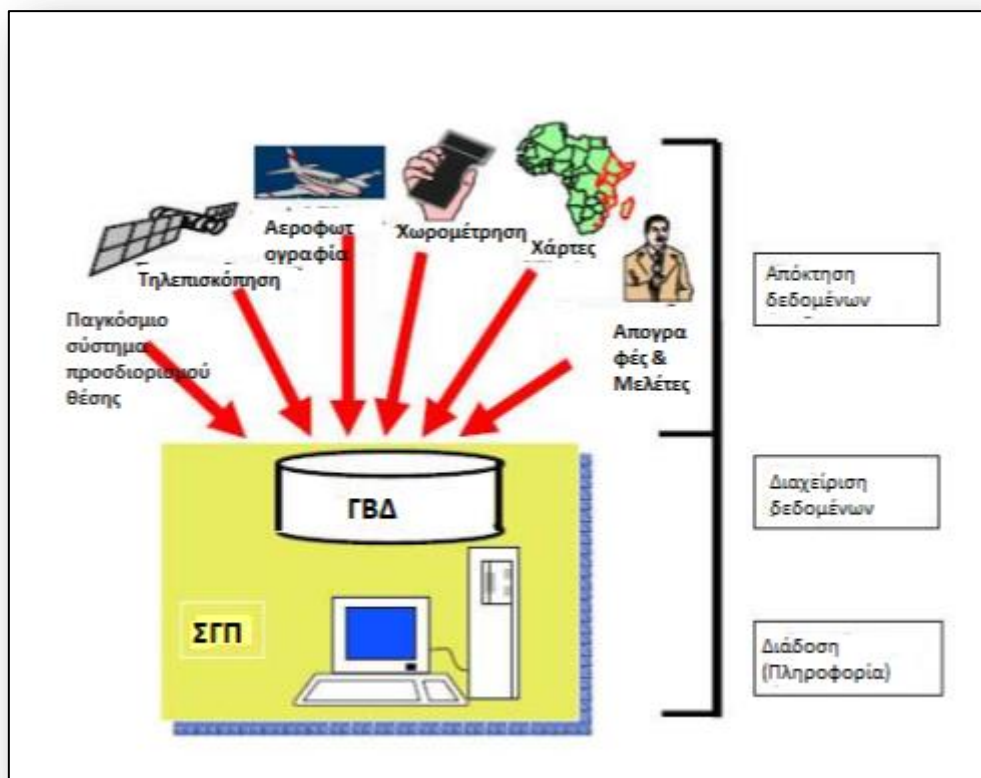 Αεροφωτ
ογραφία
Χωρομέτρηση
Χάρτες
Τηλεπισκόπηση
Παγκόσμιο
σύστημα
προσδιορισμού
θέσης
Απογρα
φές &
Μελέτες
Απόκτηση
δεδομένων
ΓΒΔ
Διαχείριση
δεδομένων
ΣΓΠ
Διάδοση
(Πληροφορία)